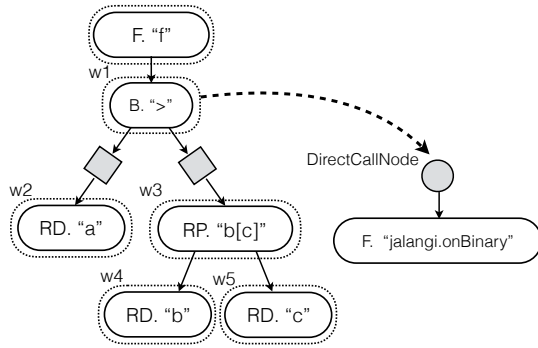 F. “f”
w1
B. “>”
DirectCallNode
w2
w3
RD. “a”
RP. “b[c]”
F. “jalangi.onBinary”
w4
w5
RD. “b”
RD. “c”